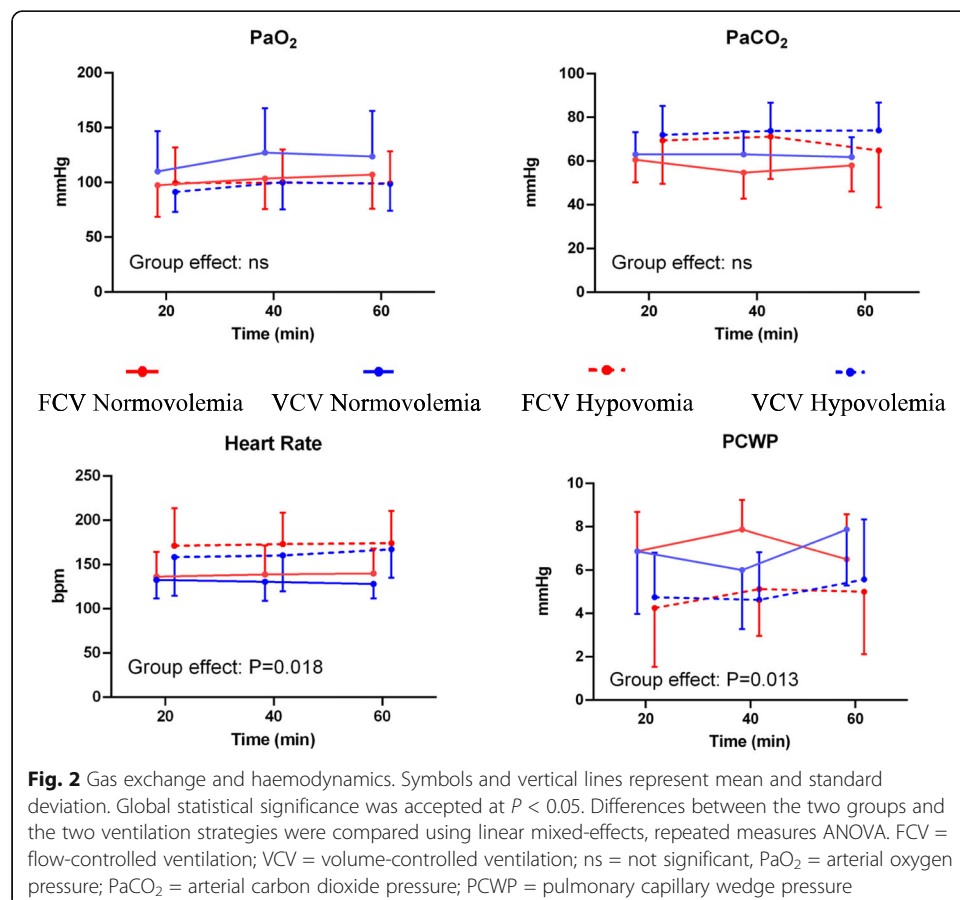 PaO2
PaCO2
200
150
100
50
0
mmHg
Group effect: ns
20 40 60
Time (min)
100
80
60
40
20
0
mmHg
Group effect: ns
20 40 60
Time (min)
FCV Normovolemia VCV Normovolemia FCV Hypovomia VCV Hypovolemia
Heart Rate
PCWP
250
200
150
100
50
0
bpm
Group effect: P=0.018
20 40 60
Time (min)
10
8
6
4
2
0
mmHg
Group effect: P=0.013
20 40 60
Time (min)
Fig. 2 Gas exchange and haemodynamics. Symbols and vertical lines represent mean and standard
deviation. Global statistical significance was accepted at P < 0.05. Differences between the two groups and
the two ventilation strategies were compared using linear mixed-effects, repeated measures ANOVA. FCV =
flow-controlled ventilation; VCV = volume-controlled ventilation; ns = not significant, PaO2 = arterial oxygen
pressure; PaCO2 = arterial carbon dioxide pressure; PCWP = pulmonary capillary wedge pressure